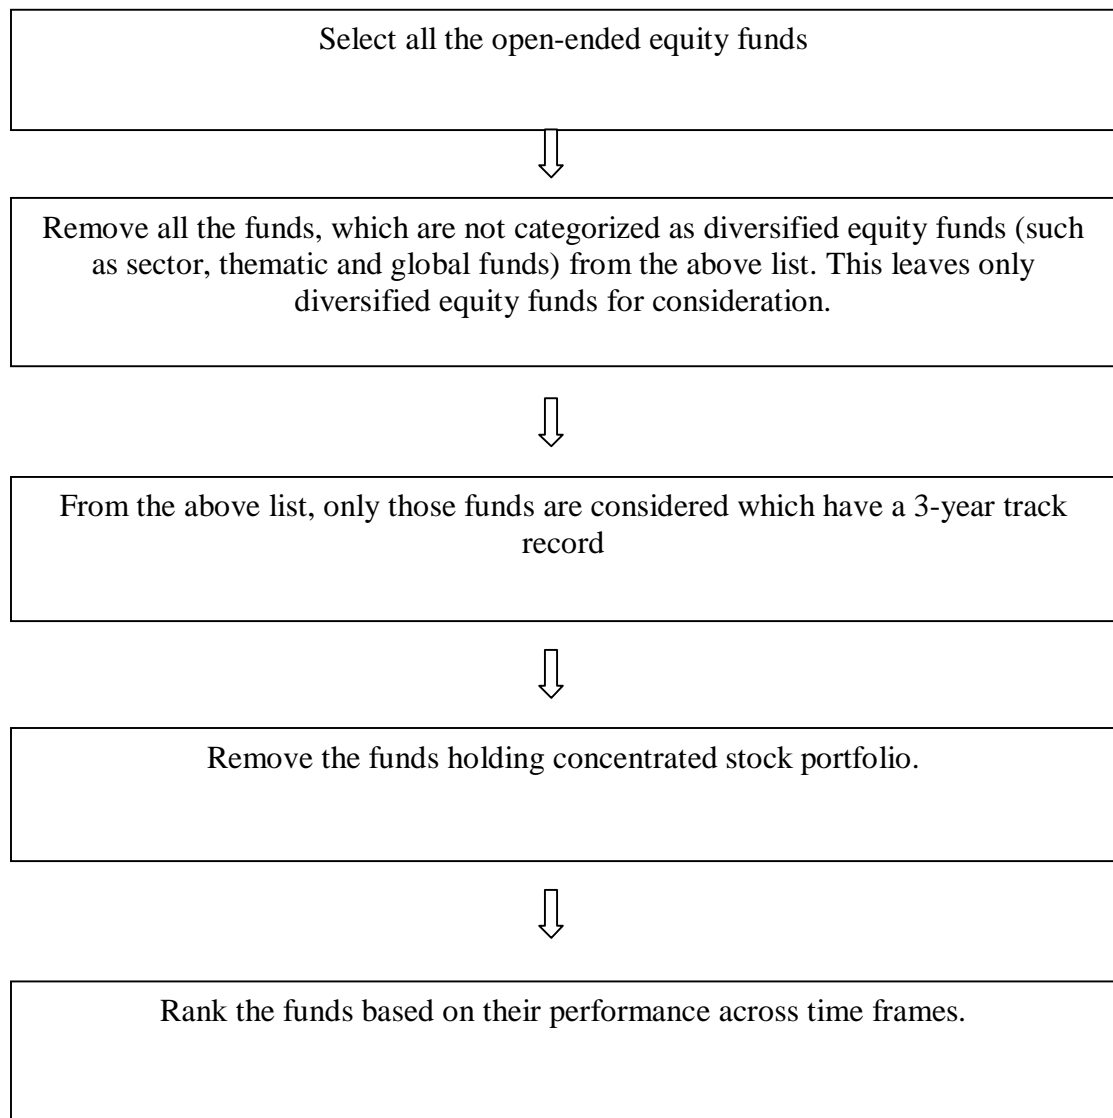 Select all the open-ended equity funds
Remove all the funds, which are not categorized as diversified equity funds (such
as sector, thematic and global funds) from the above list. This leaves only
diversified equity funds for consideration.
From the above list, only those funds are considered which have a 3-year track
record
Remove the funds holding concentrated stock portfolio.
Rank the funds based on their performance across time frames.